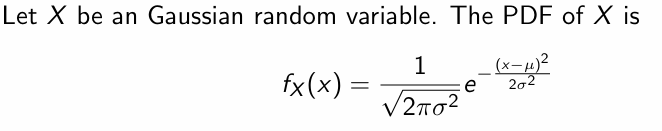 Let X be an Gaussian random variable. The PDF of X is
f_X(x) = \frac{1}{\sqrt{2\pi\sigma^2}} e^{-\frac{(x-\mu)^2}{2\sigma^2}}